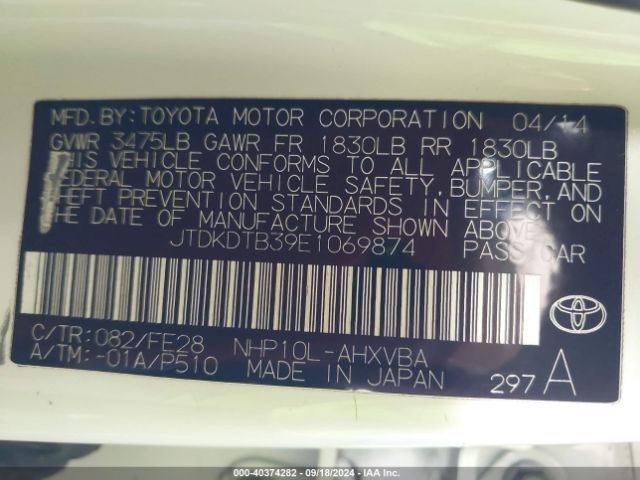 MFD.BY:TOYOTA MOTOR CORPORATION 04/14
GVWR 3475LB GAWR FR 1830LB RR 1830LB
THIS VEHICLE CONFORMS TO ALL APPLICABLE
FEDERAL MOTOR VEHICLE SAFETY, BUMPER, AND
THEFT PREVENTION STANDARDS IN EFFECT ON
THE DATE OF MANUFACTURE SHOWN ABOVE.
JTDKDTB39E1069874 PASS CAR
C/TR:082/FE28 NHP10L-AHXVBA
A/TM:-01A/P510 MADE IN JAPAN 297 A
TOYOTA
000-40374282 | 09/18/2024 - IAA Inc.